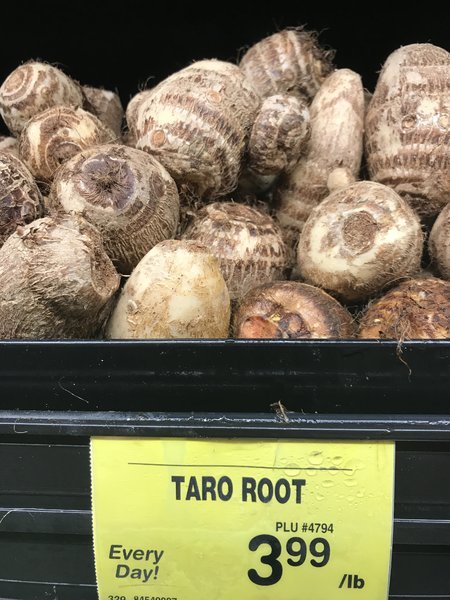 TARO ROOT
PLU #4794
Every
Day!
3.99
/lb